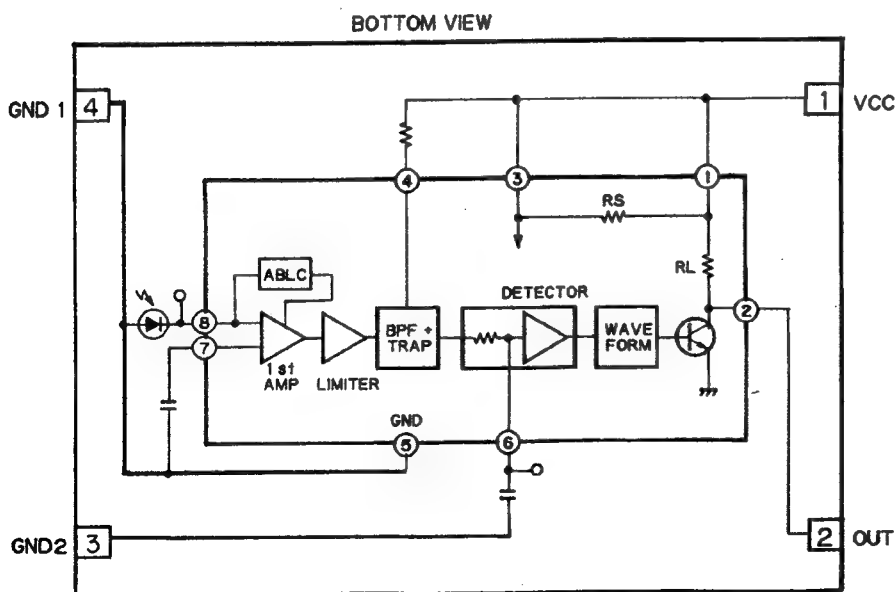 BOTTOM VIEW
GND 1
4
1
VCC
4
3
1
RS
RL
ABLC
DETECTOR
2
8
7
1st
AMP
LIMITER
BPF +
TRAP
WAVE
FORM
GND
5
6
GND2
3
2
OUT